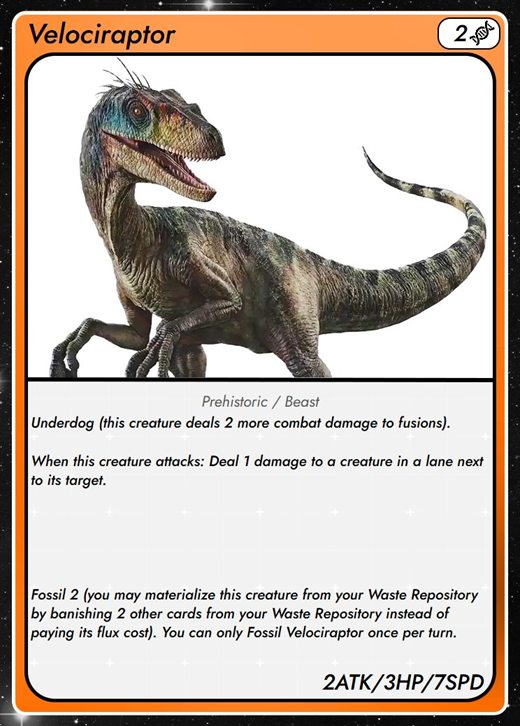 Velociraptor
2
Prehistoric / Beast
Underdog (this creature deals 2 more combat damage to fusions).
When this creature attacks: Deal 1 damage to a creature in a lane next
to its target.
Fossil 2 (you may materialize this creature from your Waste Repository
by banishing 2 other cards from your Waste Repository instead of
paying its flux cost). You can only Fossil Velociraptor once per turn.
2ATK/3HP/7SPD